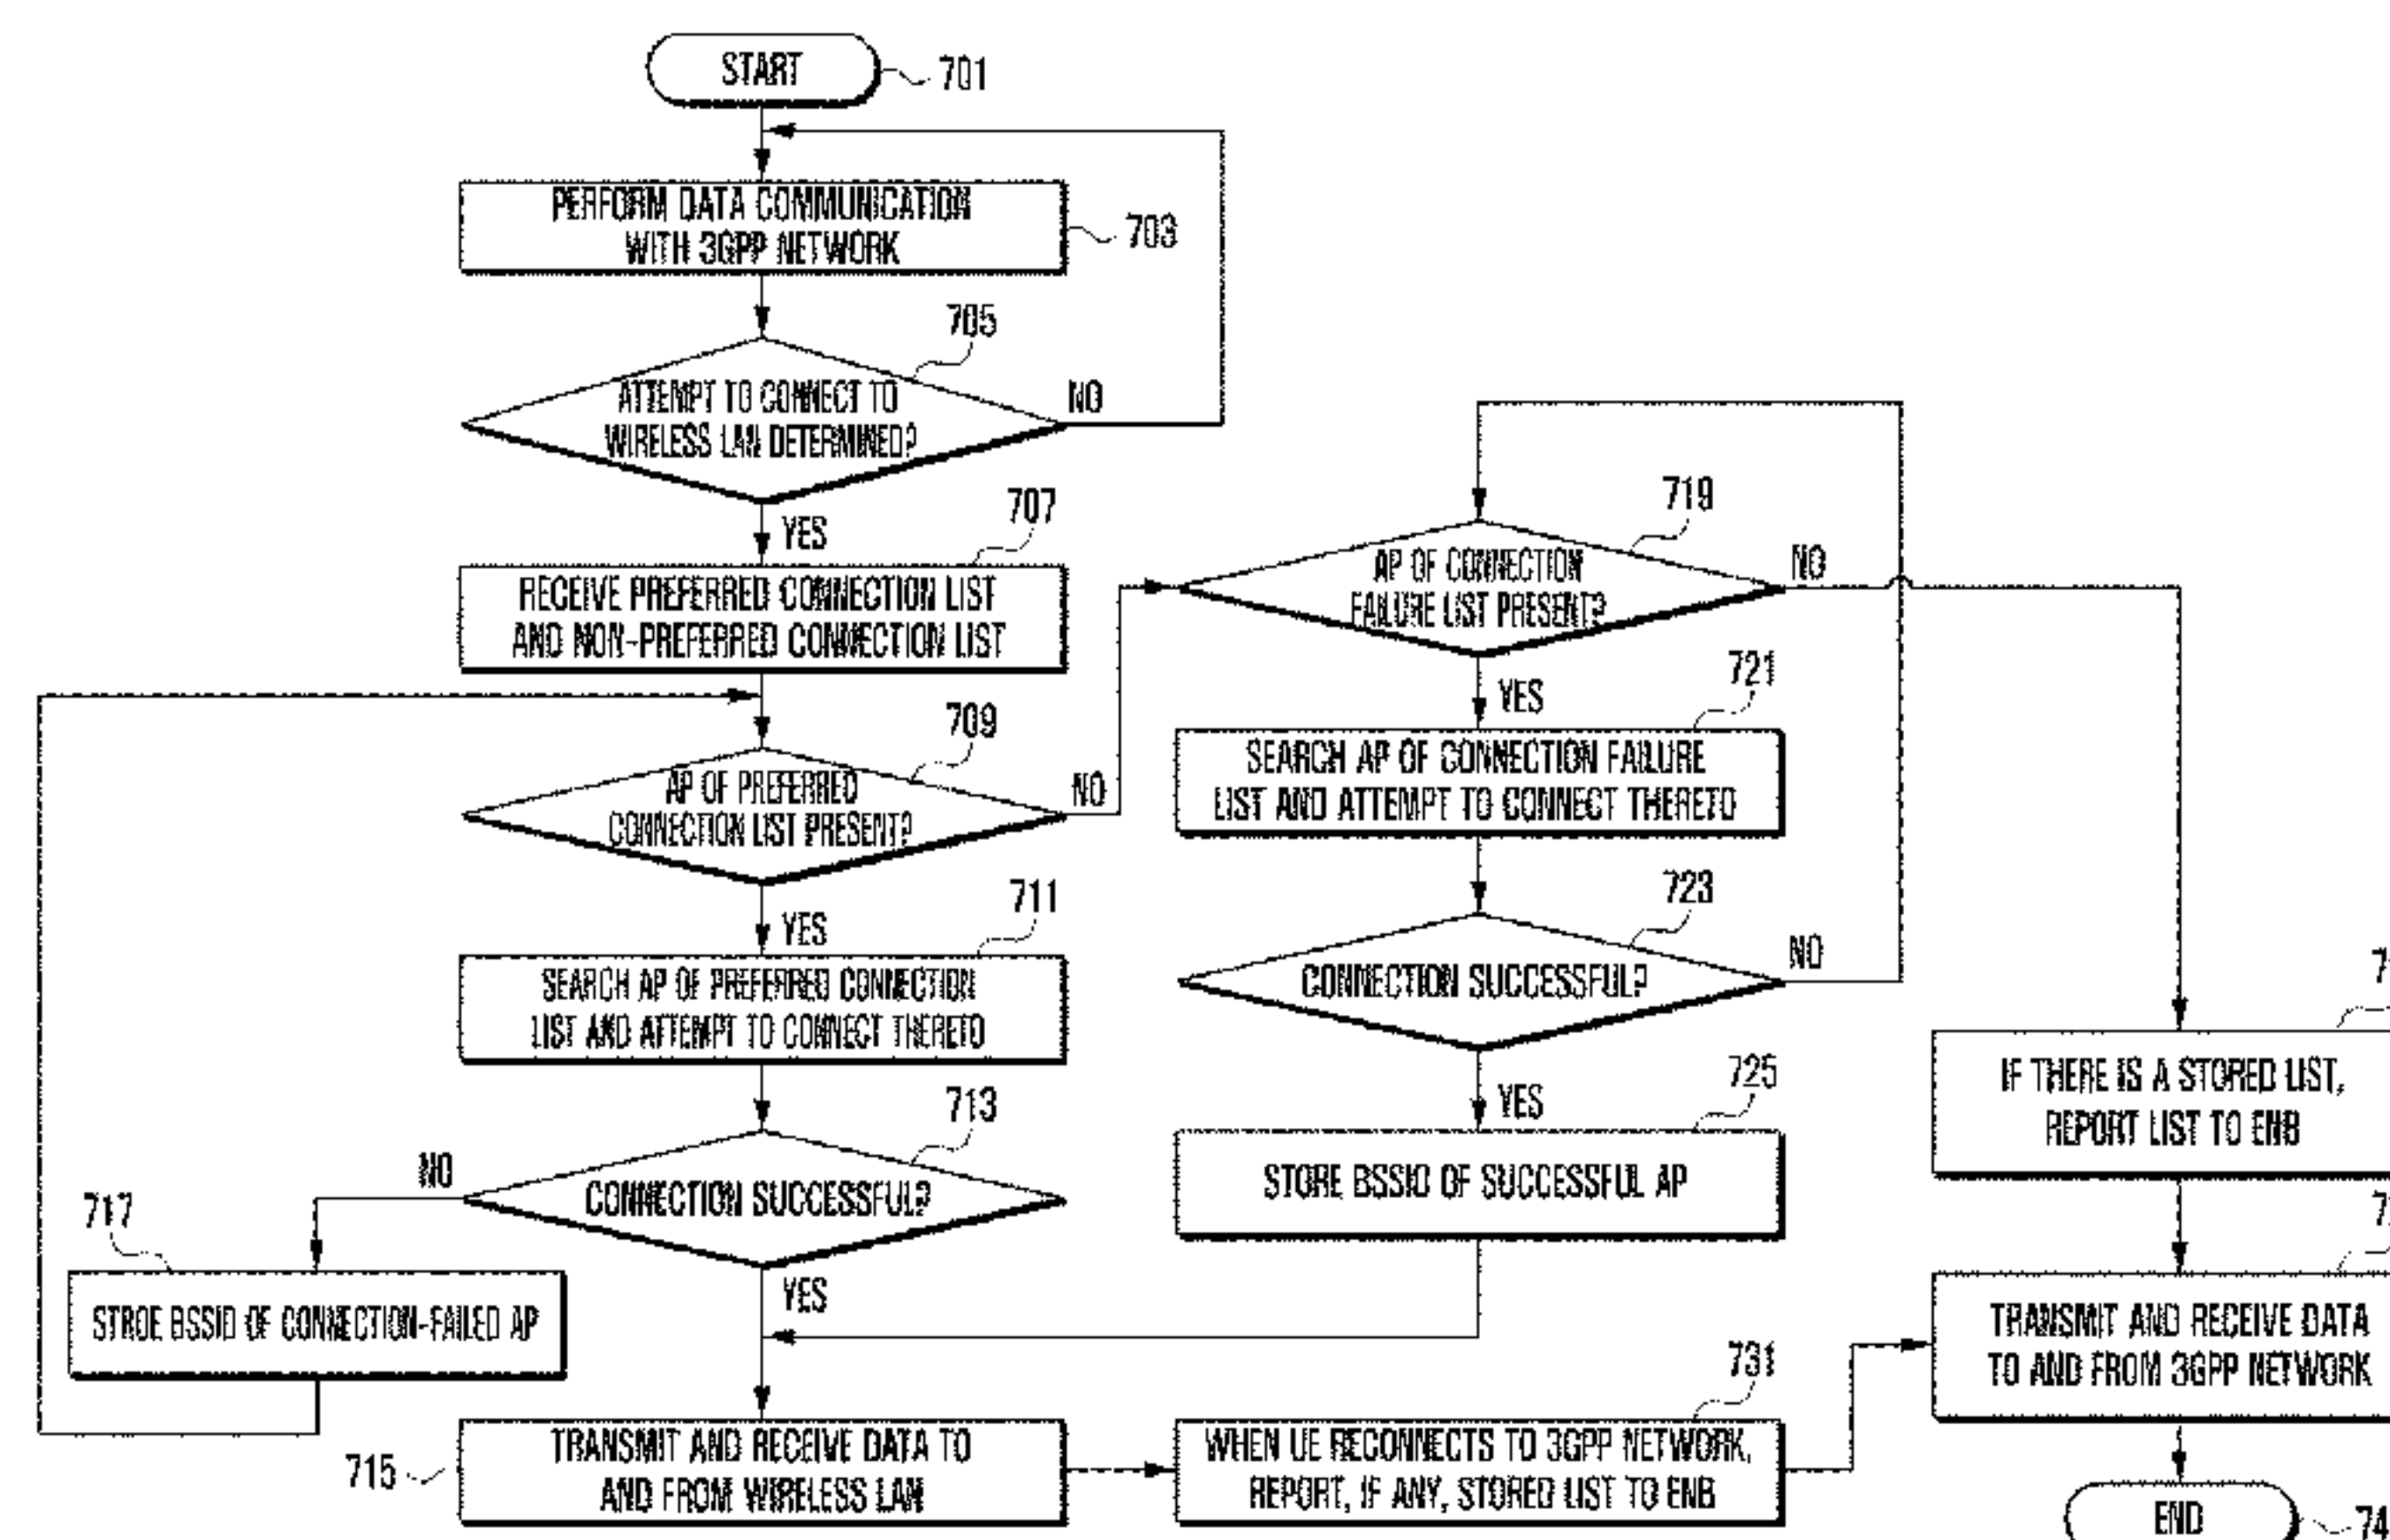 START
701
PERFORM DATA COMMUNICATION
WITH 3GPP NETWORK
703
705
ATTEMPT TO CONNECT TO
WIRELESS LAN DETERMINED?
NO
YES
707
RECEIVE PREFERRED CONNECTION LIST
AND NON-PREFERRED CONNECTION LIST
709
AP OF PREFERRED
CONNECTION LIST PRESENT?
NO
YES
711
SEARCH AP OF PREFERRED CONNECTION
LIST AND ATTEMPT TO CONNECT THERETO
713
CONNECTION SUCCESSFUL?
NO
YES
717
STROE BSSID OF CONNECTION-FAILED AP
715
TRANSMIT AND RECEIVE DATA TO
AND FROM WIRELESS LAN
719
AP OF CONNECTION
FAILURE LIST PRESENT?
NO
YES
721
SEARCH AP OF CONNECTION FAILURE
LIST AND ATTEMPT TO CONNECT THERETO
723
CONNECTION SUCCESSFUL?
NO
YES
725
STORE BSSID OF SUCCESSFUL AP
731
WHEN UE RECONNECTS TO 3GPP NETWORK,
REPORT, IF ANY, STORED LIST TO ENB
IF THERE IS A STORED LIST,
REPORT LIST TO ENB
TRANSMIT AND RECEIVE DATA
TO AND FROM 3GPP NETWORK
END